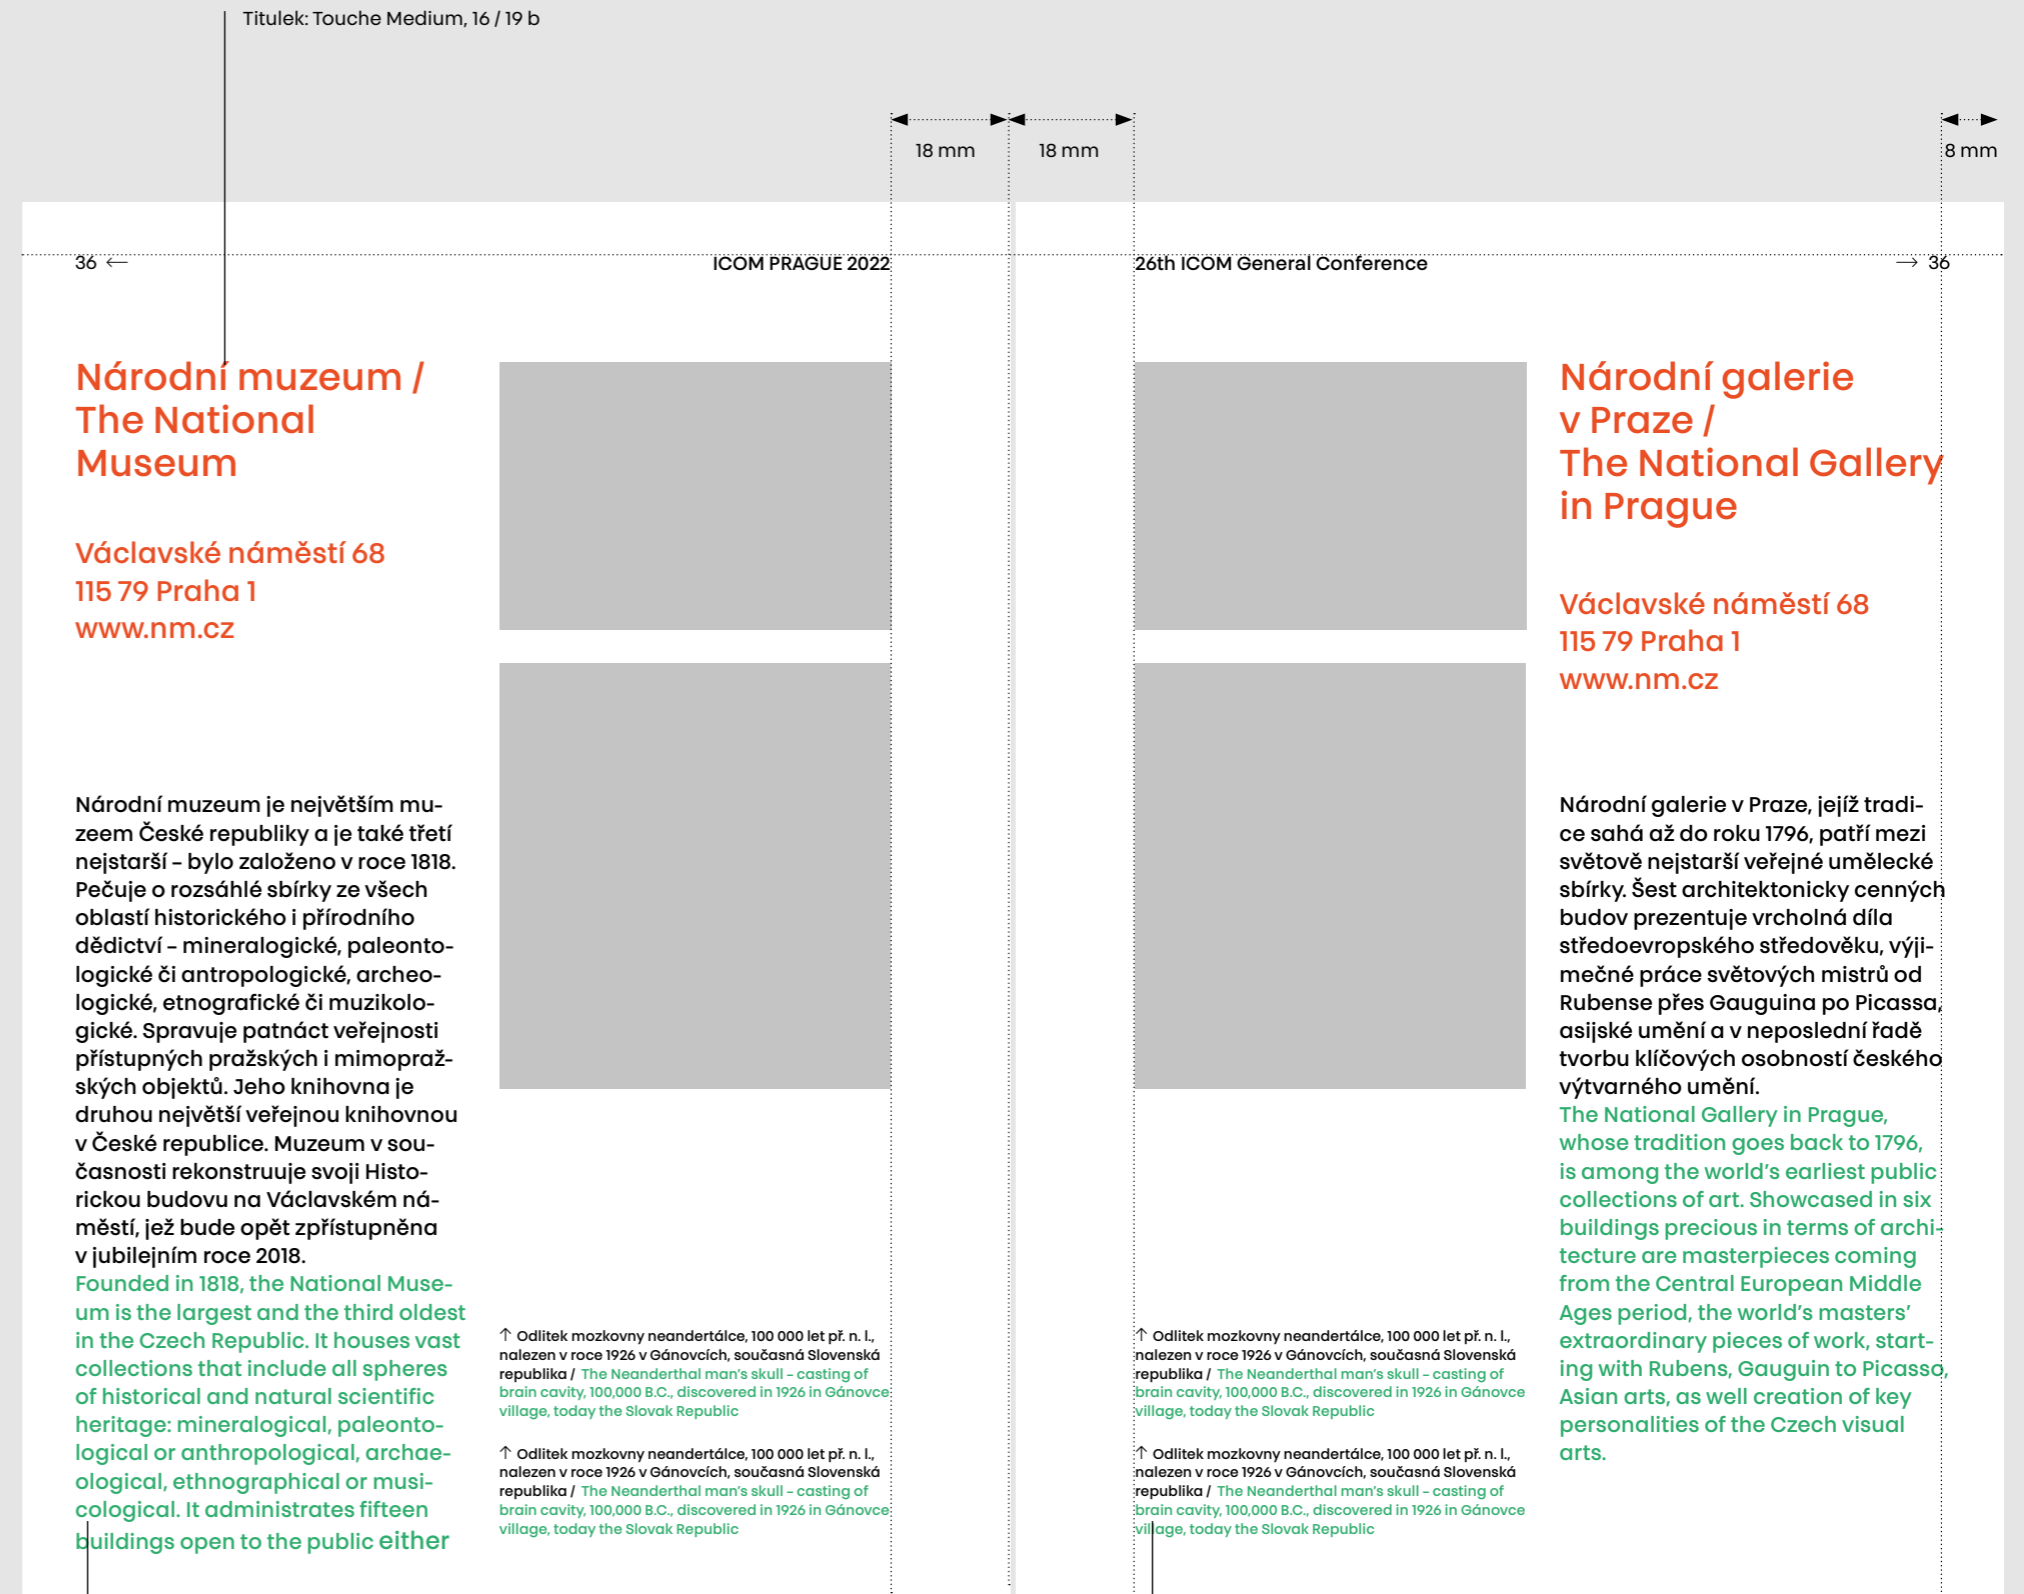 Titulek: Touche Medium, 16 / 19 b
18 mm
18 mm
8 mm
36 ←
ICOM PRAGUE 2022
Národní muzeum /
The National
Museum
Václavské náměstí 68
115 79 Praha 1
www.nm.cz
Národní muzeum je největším mu-
zeem České republiky a je také třetí
nejstarší – bylo založeno v roce 1818.
Pečuje o rozsáhlé sbírky ze všech
oblastí historického i přírodního
dědictví – mineralogické, paleonto-
logické či antropologické, archeo-
logické, etnografické či muzikolo-
gické. Spravuje patnáct veřejnosti
přístupných pražských i mimopraž-
ských objektů. Jeho knihovna je
druhou největší veřejnou knihovnou
v České republice. Muzeum v sou-
časnosti rekonstruuje svoji Histo-
rickou budovu na Václavském ná-
městí, jež bude opět zpřístupněna
v jubilejním roce 2018.
Founded in 1818, the National Muse-
um is the largest and the third oldest
in the Czech Republic. It houses vast
collections that include all spheres
of historical and natural scientific
heritage: mineralogical, paleonto-
logical or anthropological, archae-
ological, ethnographical or musi-
cological. It administrates fifteen
buildings open to the public either
↑ Odlitek mozkovny neandertálce, 100 000 let př. n. l.,
nalezen v roce 1926 v Gánovcích, současná Slovenská
republika / The Neanderthal man's skull – casting of
brain cavity, 100,000 B.C., discovered in 1926 in Gánovce
village, today the Slovak Republic
↑ Odlitek mozkovny neandertálce, 100 000 let př. n. l.,
nalezen v roce 1926 v Gánovcích, současná Slovenská
republika / The Neanderthal man's skull – casting of
brain cavity, 100,000 B.C., discovered in 1926 in Gánovce
village, today the Slovak Republic
26th ICOM General Conference
→ 36
↑ Odlitek mozkovny neandertálce, 100 000 let př. n. l.,
nalezen v roce 1926 v Gánovcích, současná Slovenská
republika / The Neanderthal man's skull – casting of
brain cavity, 100,000 B.C., discovered in 1926 in Gánovce
village, today the Slovak Republic
↑ Odlitek mozkovny neandertálce, 100 000 let př. n. l.,
nalezen v roce 1926 v Gánovcích, současná Slovenská
republika / The Neanderthal man's skull – casting of
brain cavity, 100,000 B.C., discovered in 1926 in Gánovce
village, today the Slovak Republic
Národní galerie
v Praze /
The National Gallery
in Prague
Václavské náměstí 68
115 79 Praha 1
www.nm.cz
Národní galerie v Praze, jejíž tradi-
ce sahá až do roku 1796, patří mezi
světově nejstarší veřejné umělecké
sbírky. Šest architektonicky cenných
budov prezentuje vrcholná díla
středoevropského středověku, výji-
mečné práce světových mistrů od
Rubense přes Gauguina po Picassa,
asijské umění a v neposlední řadě
tvorbu klíčových osobností českého
výtvarného umění.
The National Gallery in Prague,
whose tradition goes back to 1796,
is among the world's earliest public
collections of art. Showcased in six
buildings precious in terms of archi-
tecture are masterpieces coming
from the Central European Middle
Ages period, the world's masters'
extraordinary pieces of work, start-
ing with Rubens, Gauguin to Picasso,
Asian arts, as well creation of key
personalities of the Czech visual
arts.